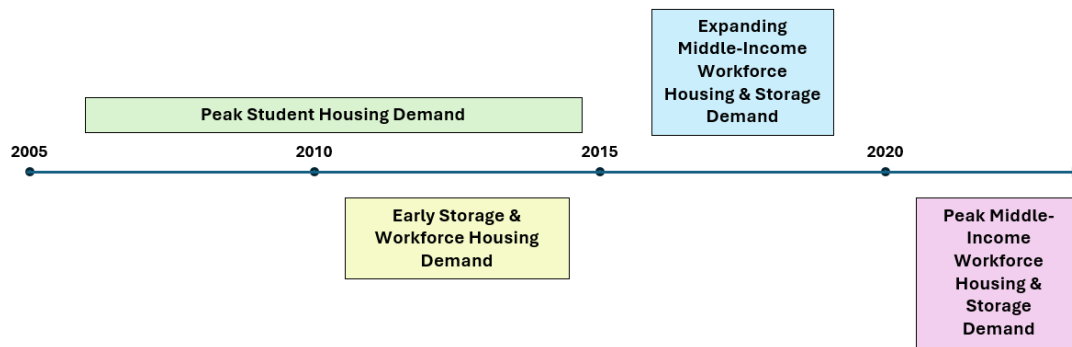 Expanding
Middle-Income
Workforce
Housing & Storage
Demand
Peak Student Housing Demand
2005
2010
2015
2020
Early Storage &
Workforce Housing
Demand
Peak Middle-
Income
Workforce
Housing &
Storage
Demand